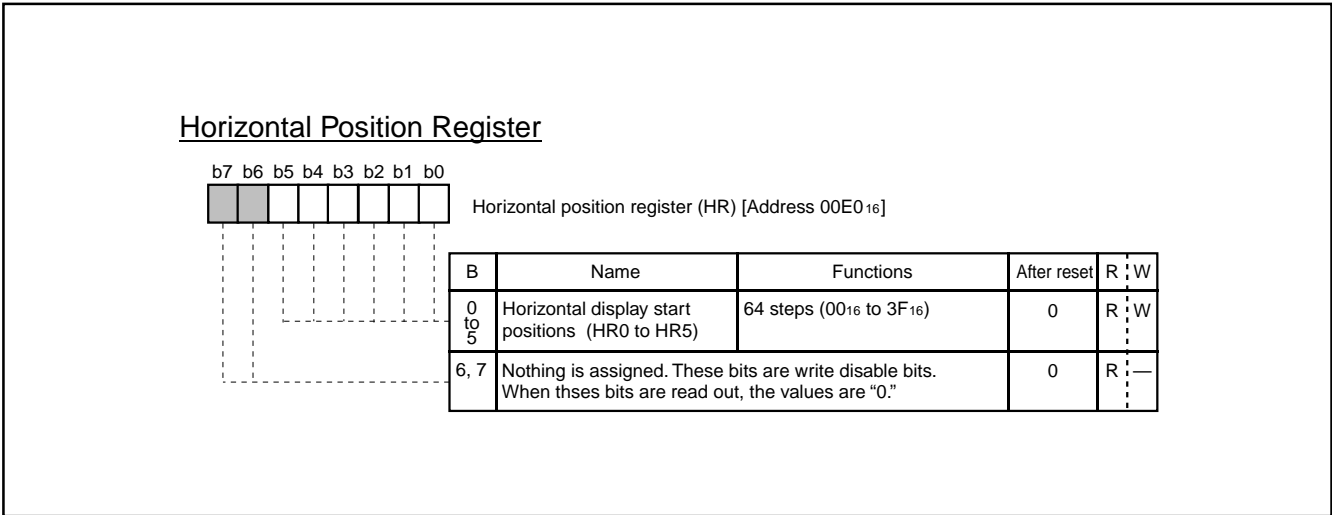 Horizontal Position Register
b7 b6 b5 b4 b3 b2 b1 b0
Horizontal position register (HR) [Address 00E016]
B Name Functions After reset R W
0 to 5 Horizontal display start positions (HR0 to HR5) 64 steps (0016 to 3F16) 0 R W
6, 7 Nothing is assigned. These bits are write disable bits. 0 R —
When thses bits are read out, the values are “0.”